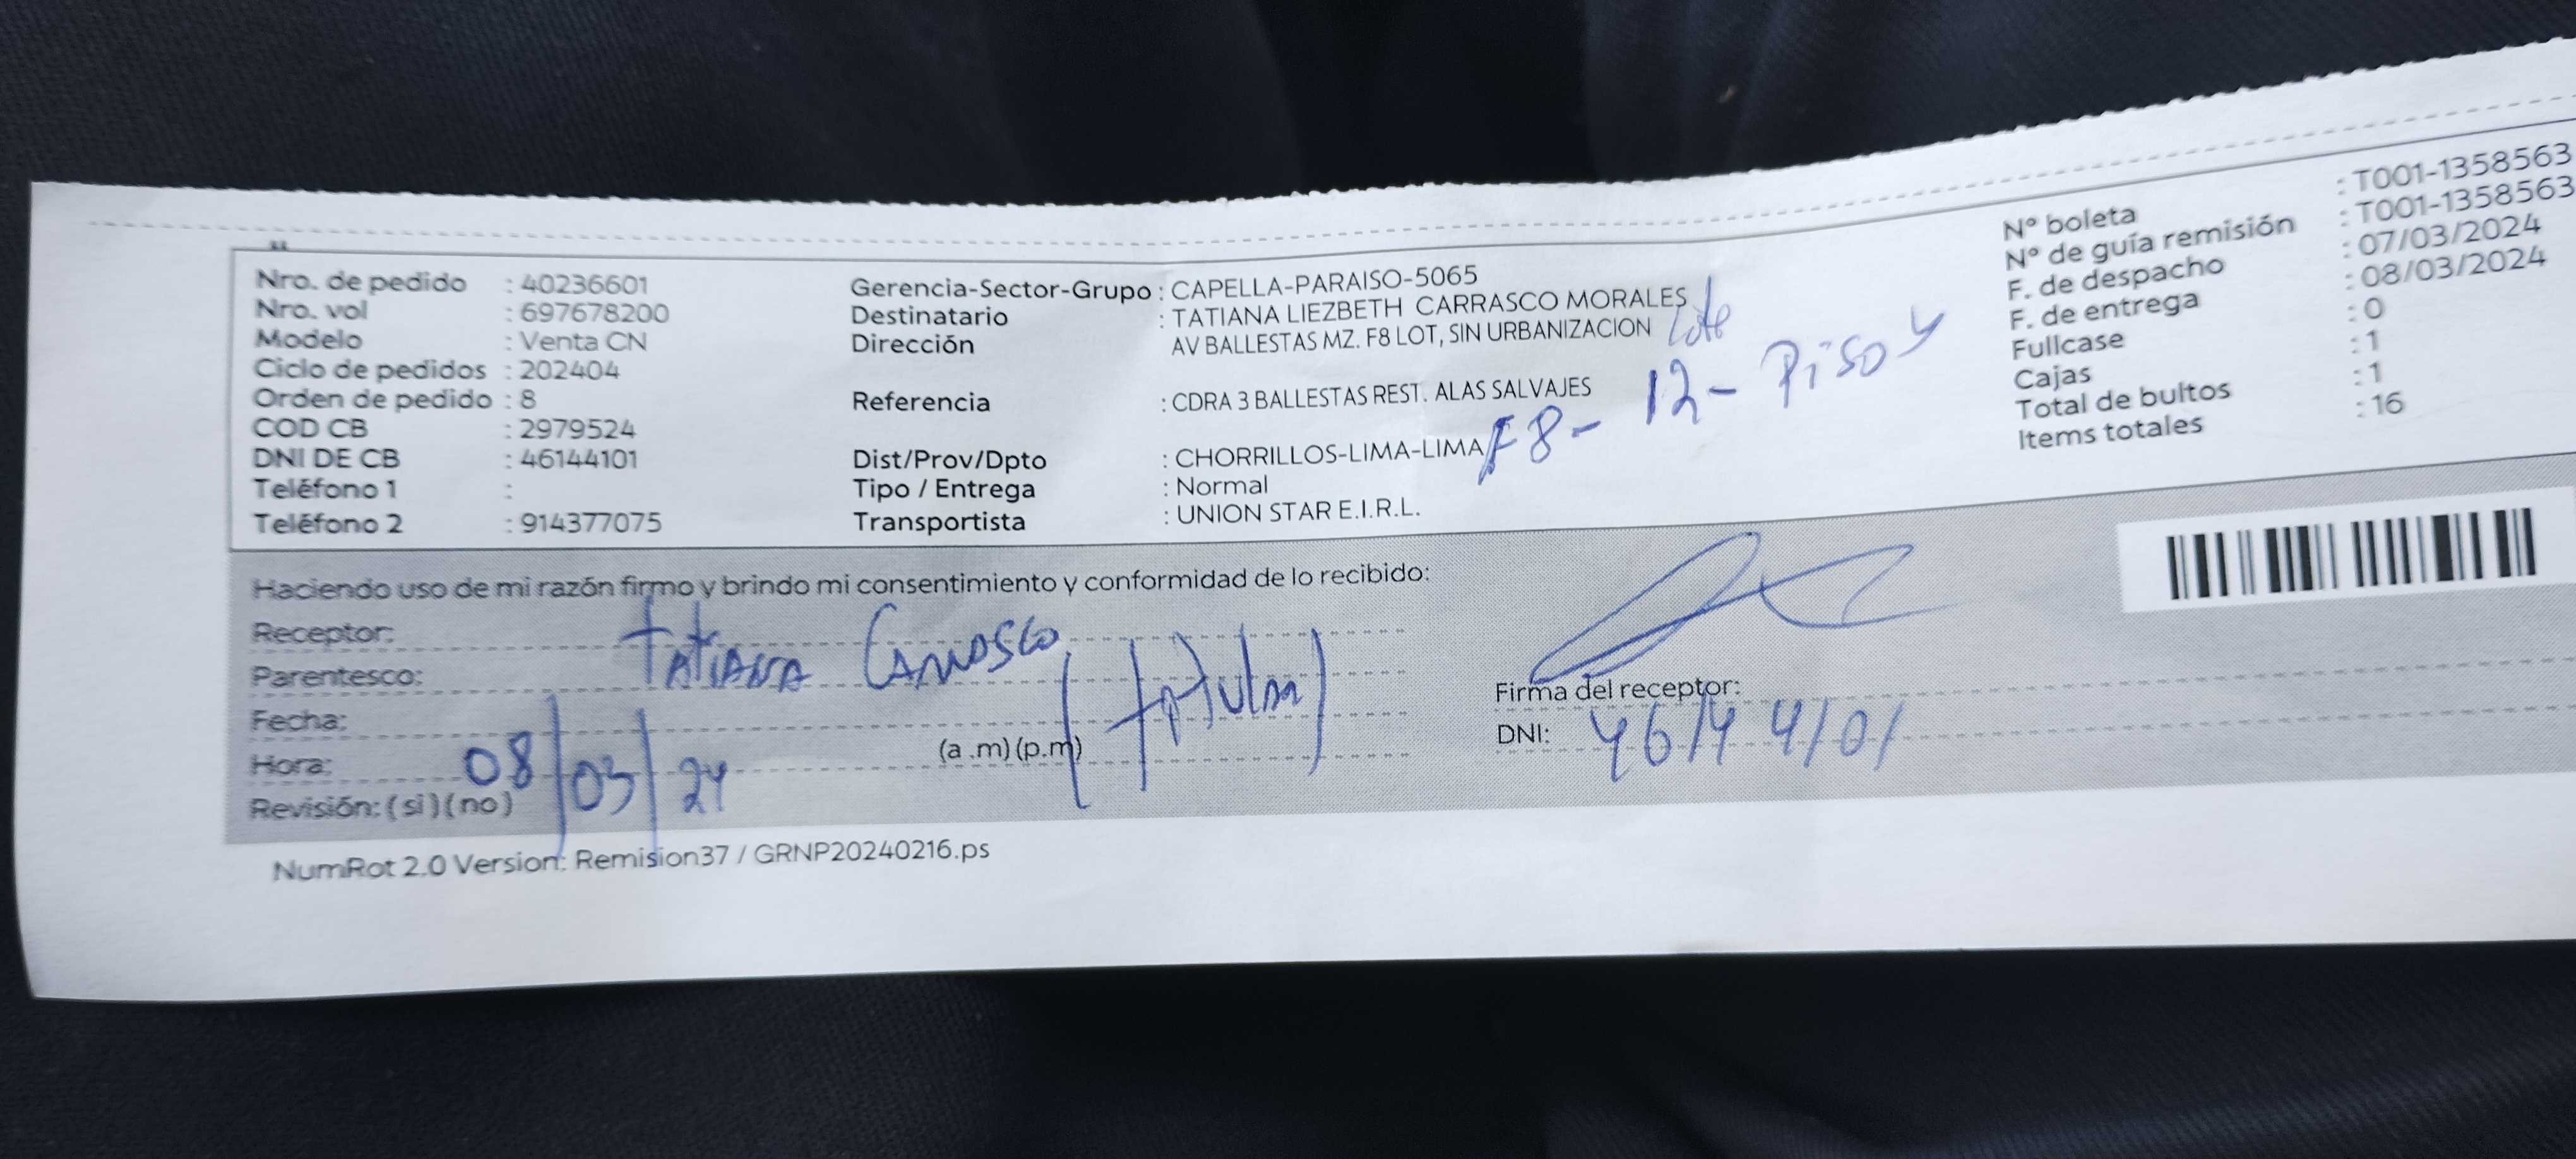 Nro. de pedido : 40236601
Nro. vol : 697678200
Modelo : Venta CN
Ciclo de pedidos : 202404
Orden de pedido : 8
COD CB : 2979524
DNI DE CB : 46144101
Teléfono 1 :
Teléfono 2 : 914377075
Gerencia-Sector-Grupo : CAPELLA-PARAISO-5065
Destinatario : TATIANA LIEZBETH CARRASCO MORALES
Dirección AV BALLESTAS MZ. F8 LOT, SIN URBANIZACION Lote
Referencia : CDRA 3 BALLESTAS REST. ALAS SALVAJES
F8- 12- Piso 4
Dist/Prov/Dpto : CHORRILLOS-LIMA-LIMA
Tipo / Entrega : Normal
Transportista : UNION STAR E.I.R.L.
Nº boleta : T001-1358563
Nº de guía remisión : T001-1358563
F. de despacho : 07/03/2024
F. de entrega : 08/03/2024
Fullcase : 0
Cajas : 1
Total de bultos : 1
Items totales : 16
Haciendo uso de mi razón firmo y brindo mi consentimiento y conformidad de lo recibido:
Receptor: Tatiana Carrasco
Parentesco: (titular)
Fecha: 08/03/24
Hora: (a .m) (p.m)
Revisión: ( si ) ( no )
Firma del receptor:
DNI: 46144101
NumRot 2.0 Version: Remision37 / GRNP20240216.ps